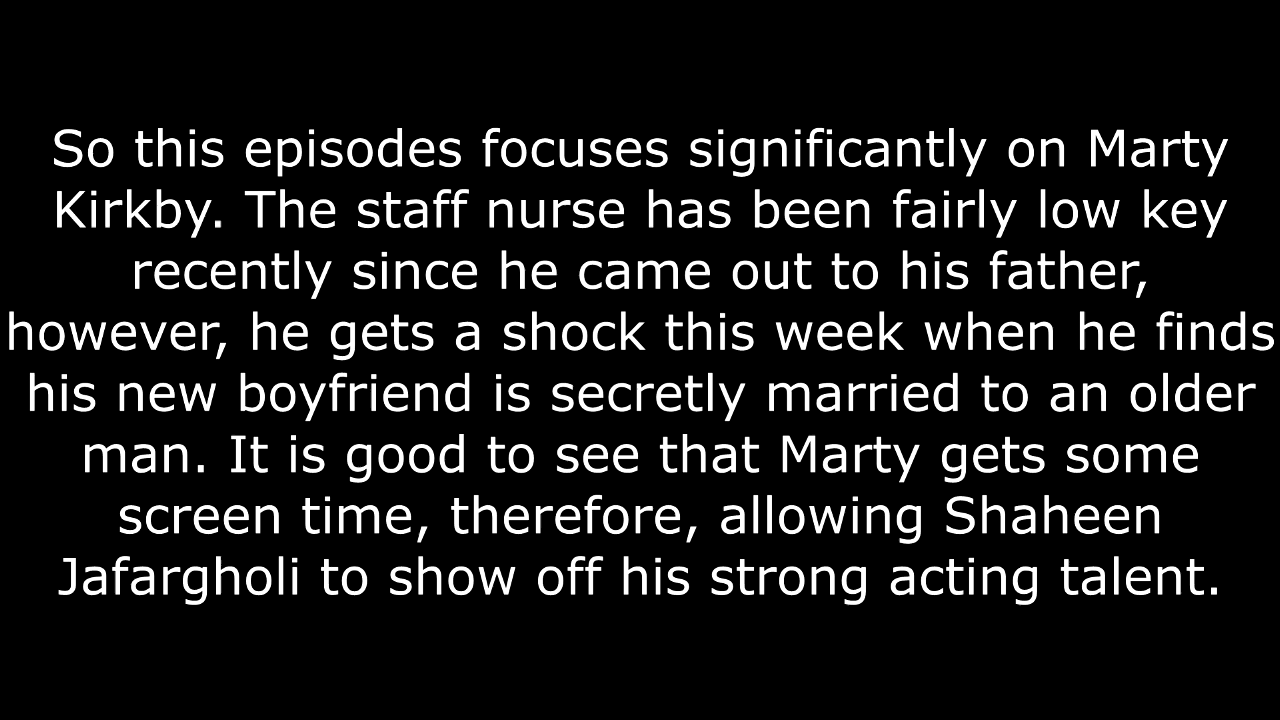 So this episodes focuses significantly on Marty
Kirkby. The staff nurse has been fairly low key
recently since he came out to his father,
however, he gets a shock this week when he finds
his new boyfriend is secretly married to an older
man. It is good to see that Marty gets some
screen time, therefore, allowing Shaheen
Jafargholi to show off his strong acting talent.